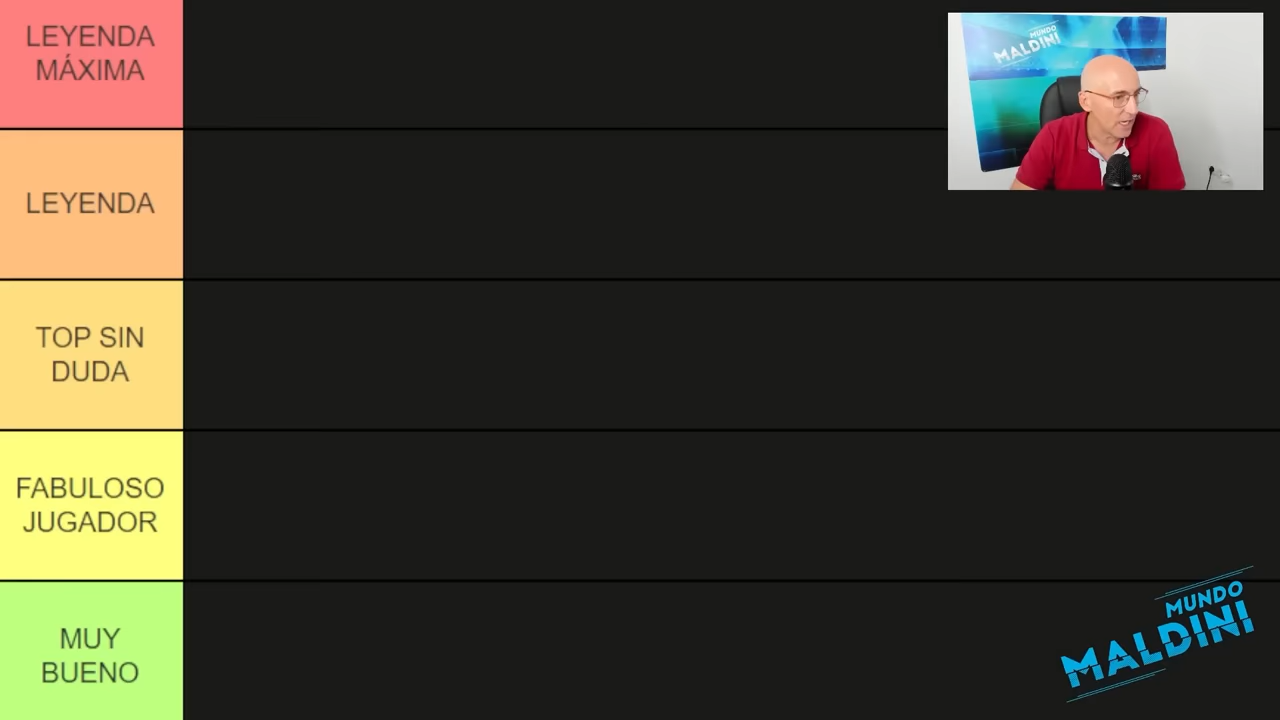 LEYENDA
MÁXIMA
MUNDO
MALDINI
LEYENDA
TOP SIN
DUDA
FABULOSO
JUGADOR
MUY
BUENO
MUNDO
MALDINI